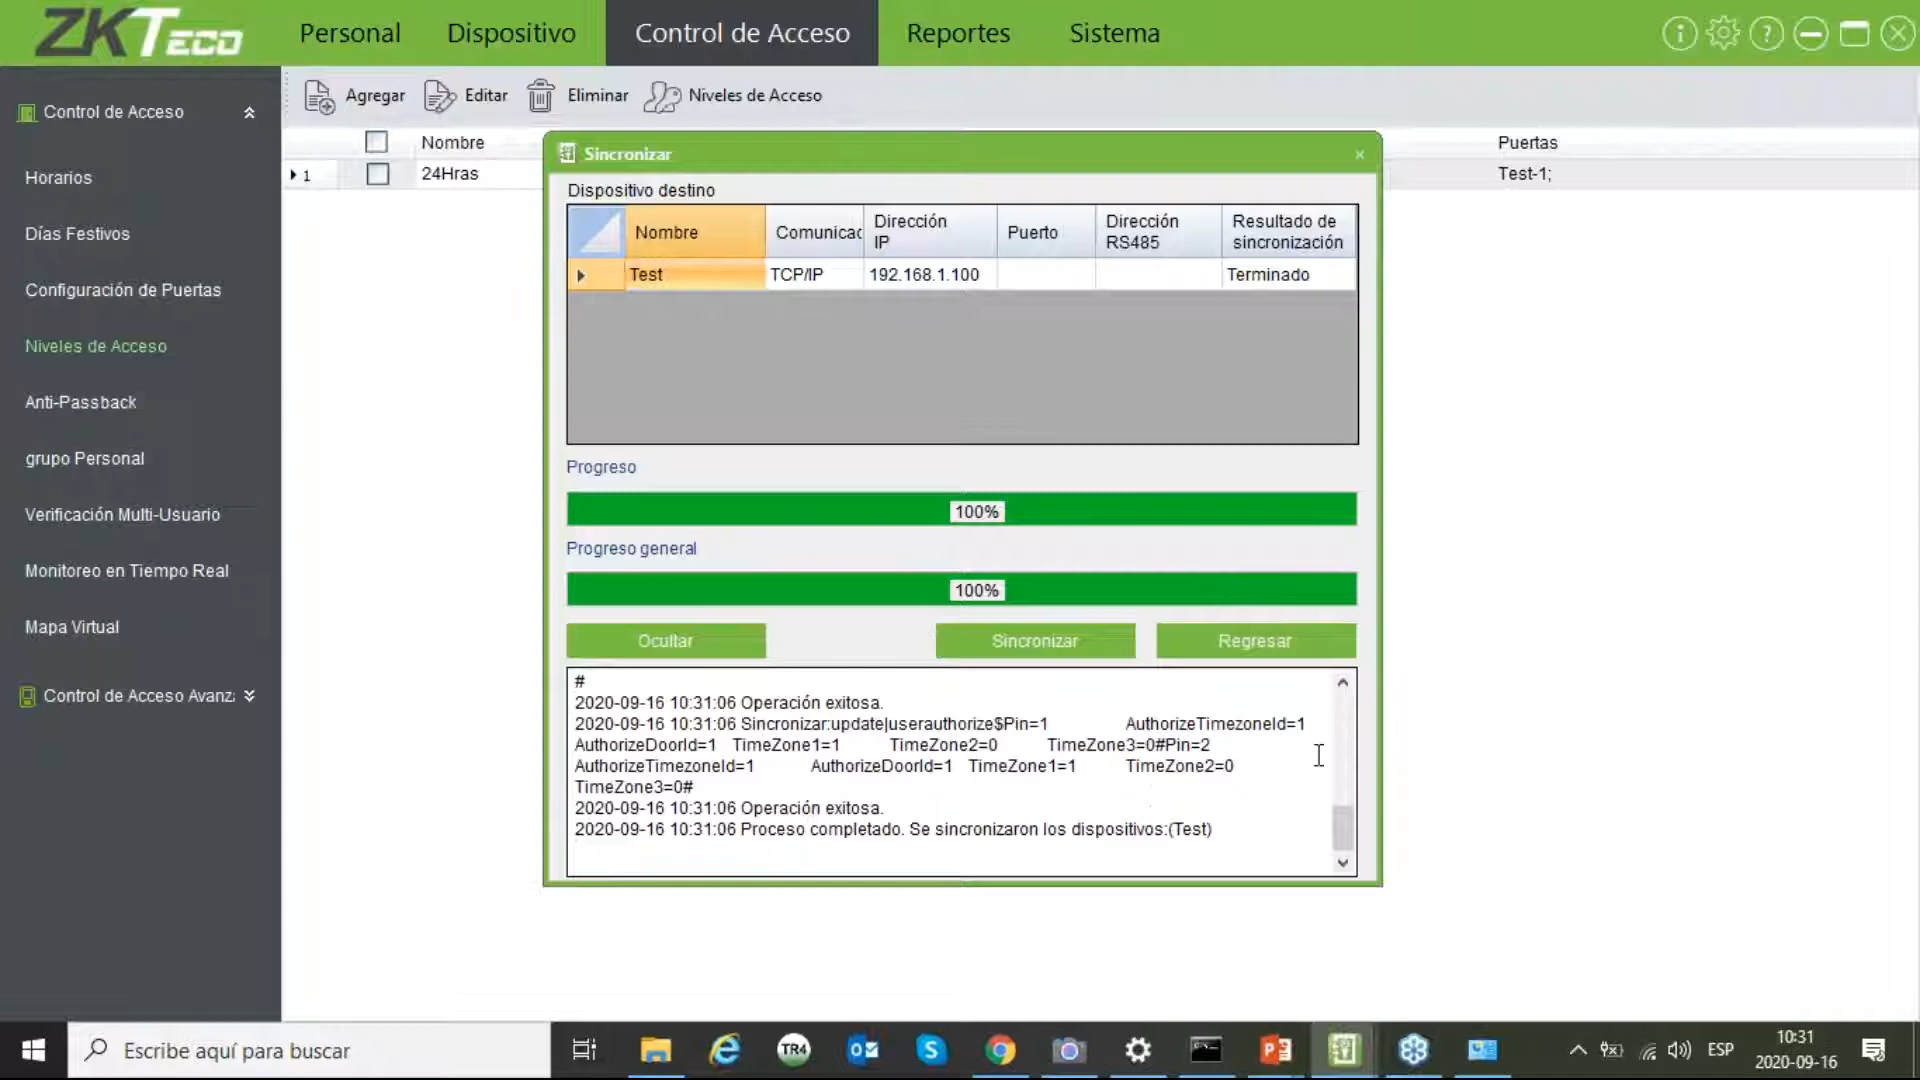 ZKTeco
Personal
Dispositivo
Control de Acceso
Reportes
Sistema
Control de Acceso
Horarios
Días Festivos
Configuración de Puertas
Niveles de Acceso
Anti-Passback
grupo Personal
Verificación Multi-Usuario
Monitoreo en Tiempo Real
Mapa Virtual
Control de Acceso Avanz
Agregar
Editar
Eliminar
Niveles de Acceso
Nombre
Puertas
1
24Hras
Test-1;
Sincronizar
Dispositivo destino
Nombre
Comunicac
Dirección
IP
Puerto
Dirección
RS485
Resultado de
sincronización
Test
TCP/IP
192.168.1.100
Terminado
Progreso
100%
Progreso general
100%
Ocultar
Sincronizar
Regresar
#
2020-09-16 10:31:06 Operación exitosa.
2020-09-16 10:31:06 Sincronizar:update|userauthorize$Pin=1 AuthorizeTimezoneId=1
AuthorizeDoorId=1 TimeZone1=1 TimeZone2=0 TimeZone3=0#Pin=2
AuthorizeTimezoneId=1 AuthorizeDoorId=1 TimeZone1=1 TimeZone2=0
TimeZone3=0#
2020-09-16 10:31:06 Operación exitosa.
2020-09-16 10:31:06 Proceso completado. Se sincronizaron los dispositivos:(Test)
Escribe aquí para buscar
TR4
ESP
10:31
2020-09-16